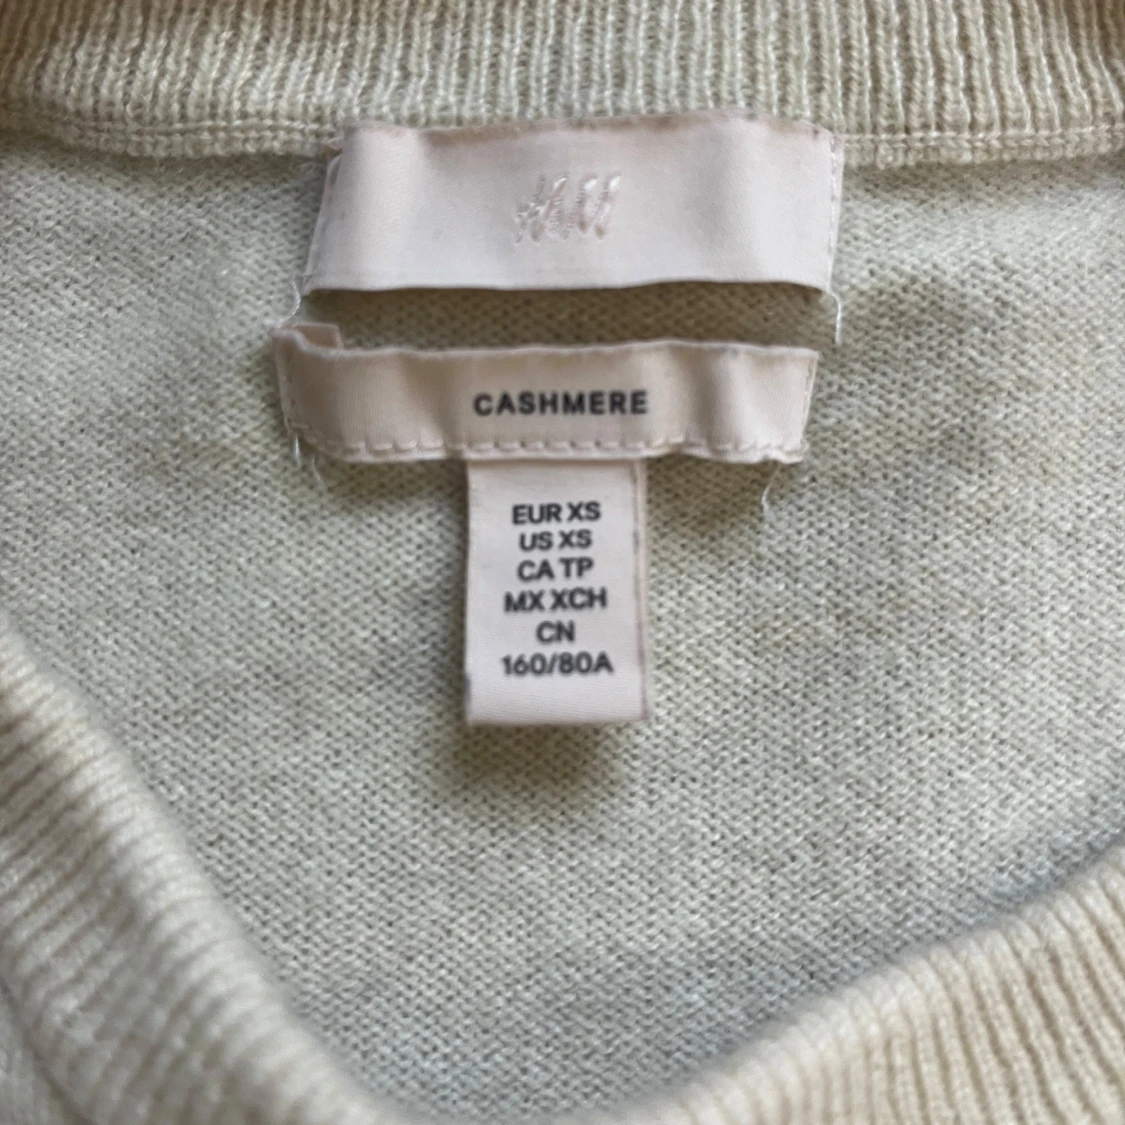 H&M
CASHMERE
EUR XS
US XS
CA TP
MX XCH
CN
160/80A